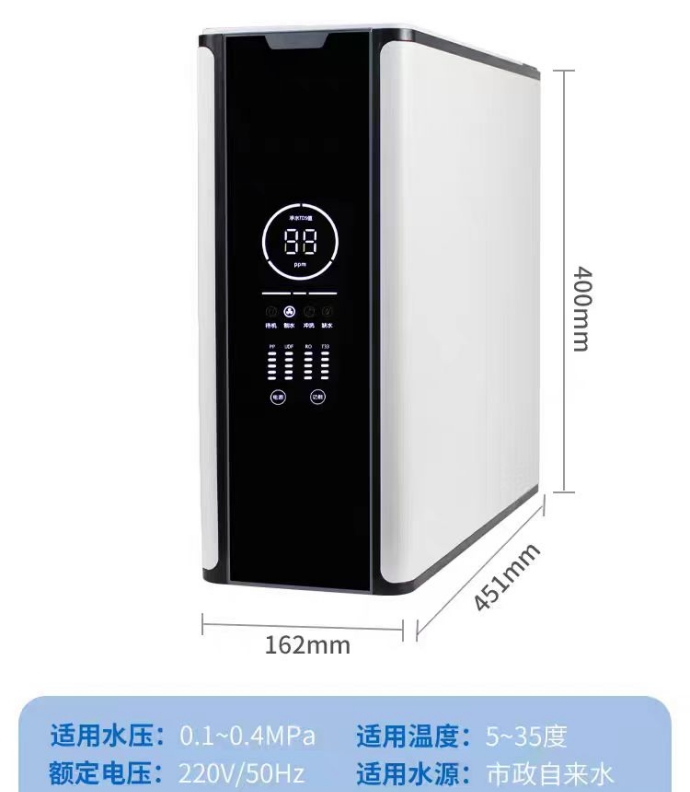 净水TDS值
88
ppm
待机 制水 冲洗 缺水
PP UDF RO T33
电源 切换
400mm
451mm
162mm
适用水压：0.1~0.4MPa 适用温度：5~35度
额定电压：220V/50Hz 适用水源：市政自来水